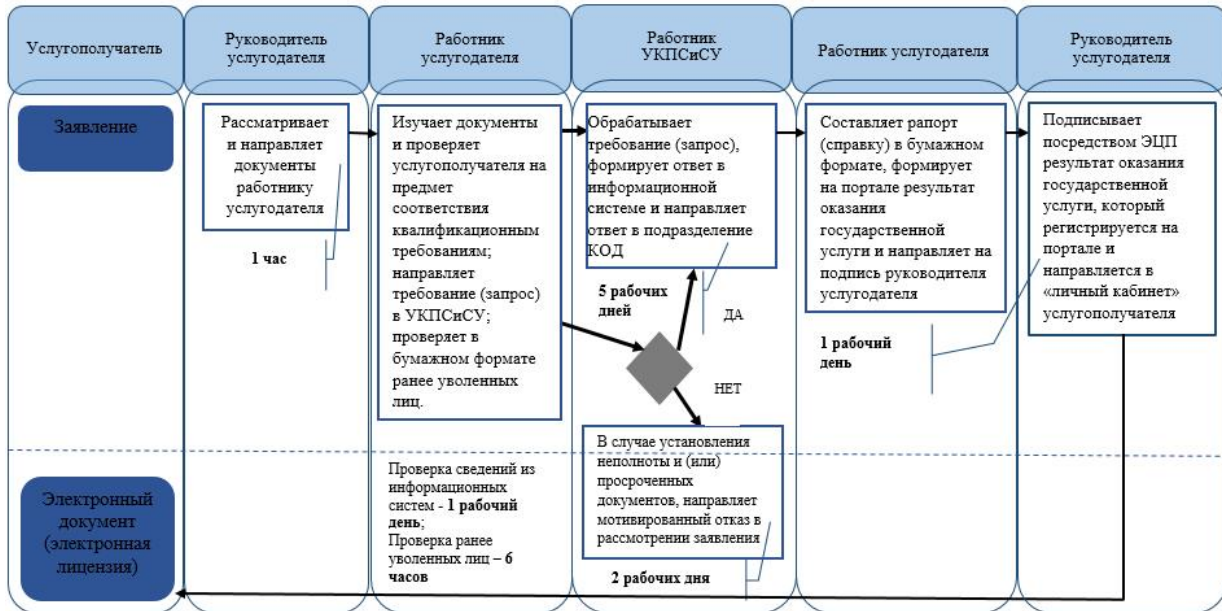 Услугополучатель
Руководитель
услугодателя
Работник
услугодателя
Работник
УКПСиСУ
Работник услугодателя
Руководитель
услугодателя
Заявление
Рассматривает
и направляет
документы
работнику
услугодателя
1 час
Изучает документы
и проверяет
услугополучателя на
предмет
соответствия
квалификационным
требованиям;
направляет
требование (запрос)
в УКПСиСУ;
проверяет в
бумажном формате
ранее уволенных
лиц.
Обрабатывает
требование (запрос),
формирует ответ в
информационной
системе и направляет
ответ в подразделение
КОД
5 рабочих
дней
ДА
НЕТ
Составляет рапорт
(справку) в бумажном
формате, формирует
на портале результат
оказания
государственной
услуги и направляет на
подпись руководителя
услугодателя
1 рабочий
день
Подписывает
посредством ЭЦП
результат оказания
государственной
услуги, который
регистрируется на
портале и
направляется в
«личный кабинет»
услугополучателя
Электронный
документ
(электронная
лицензия)
Проверка сведений из
информационных
систем - 1 рабочий
день;
Проверка ранее
уволенных лиц – 6
часов
В случае установления
неполноты и (или)
просроченных
документов, направляет
мотивированный отказ в
рассмотрении заявления
2 рабочих дня